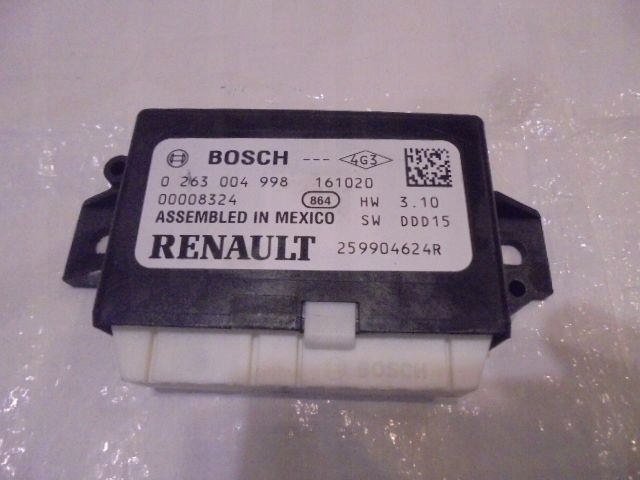 BOSCH --- 4G3
0 263 004 998 161020
00008324 864 HW 3.10
ASSEMBLED IN MEXICO SW DDD15
RENAULT 259904624R
BOSCH